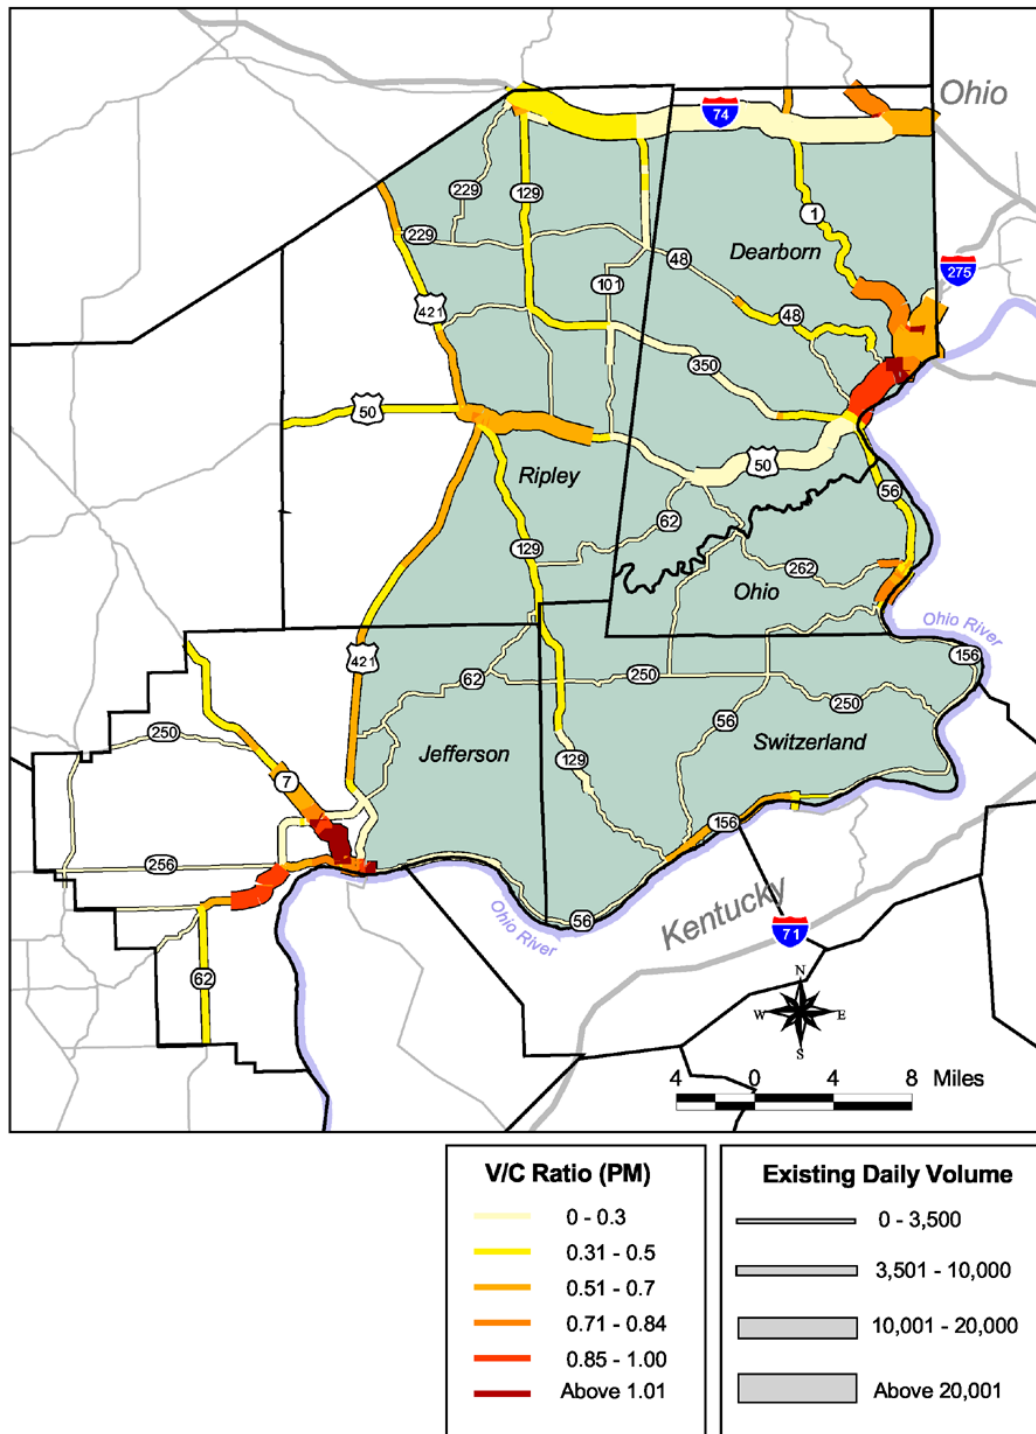 Ohio
74
229
129
1
229
Dearborn
48
275
101
421
48
350
50
50
Ripley
56
62
129
262
Ohio
Ohio River
421
156
62
250
250
56
250
Jefferson
Switzerland
129
7
156
256
Kentucky
56
Ohio River
71
62
N
W
E
S
4 0 4 8 Miles
V/C Ratio (PM)
0 - 0.3
0.31 - 0.5
0.51 - 0.7
0.71 - 0.84
0.85 - 1.00
Above 1.01
Existing Daily Volume
0 - 3,500
3,501 - 10,000
10,001 - 20,000
Above 20,001